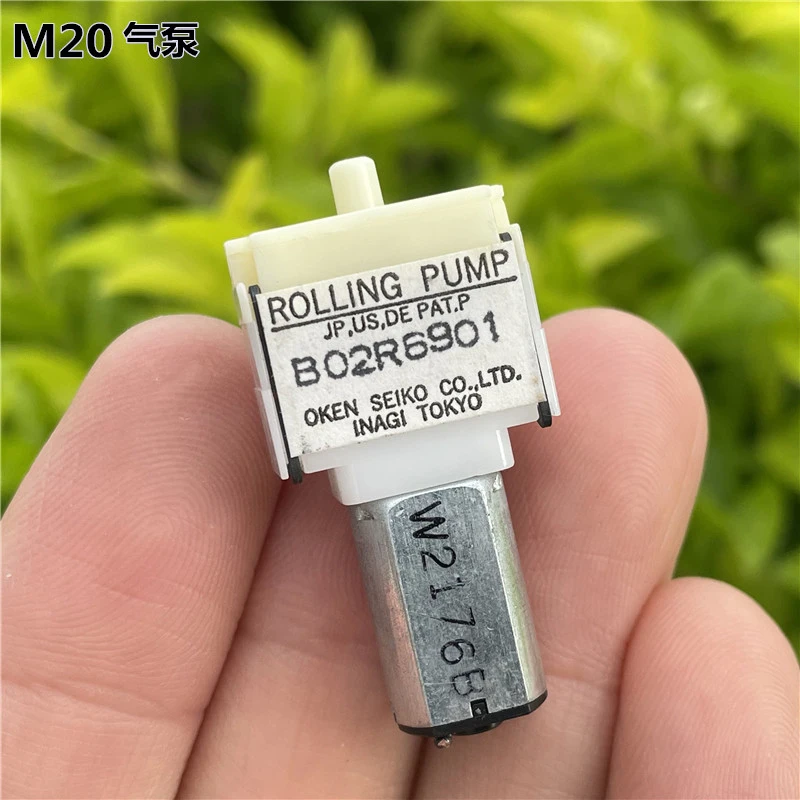 M20 气泵
ROLLING PUMP
JP,US,DE PAT.P
B02R6901
OKEN SEIKO CO.,LTD.
INAGI TOKYO
W2176B